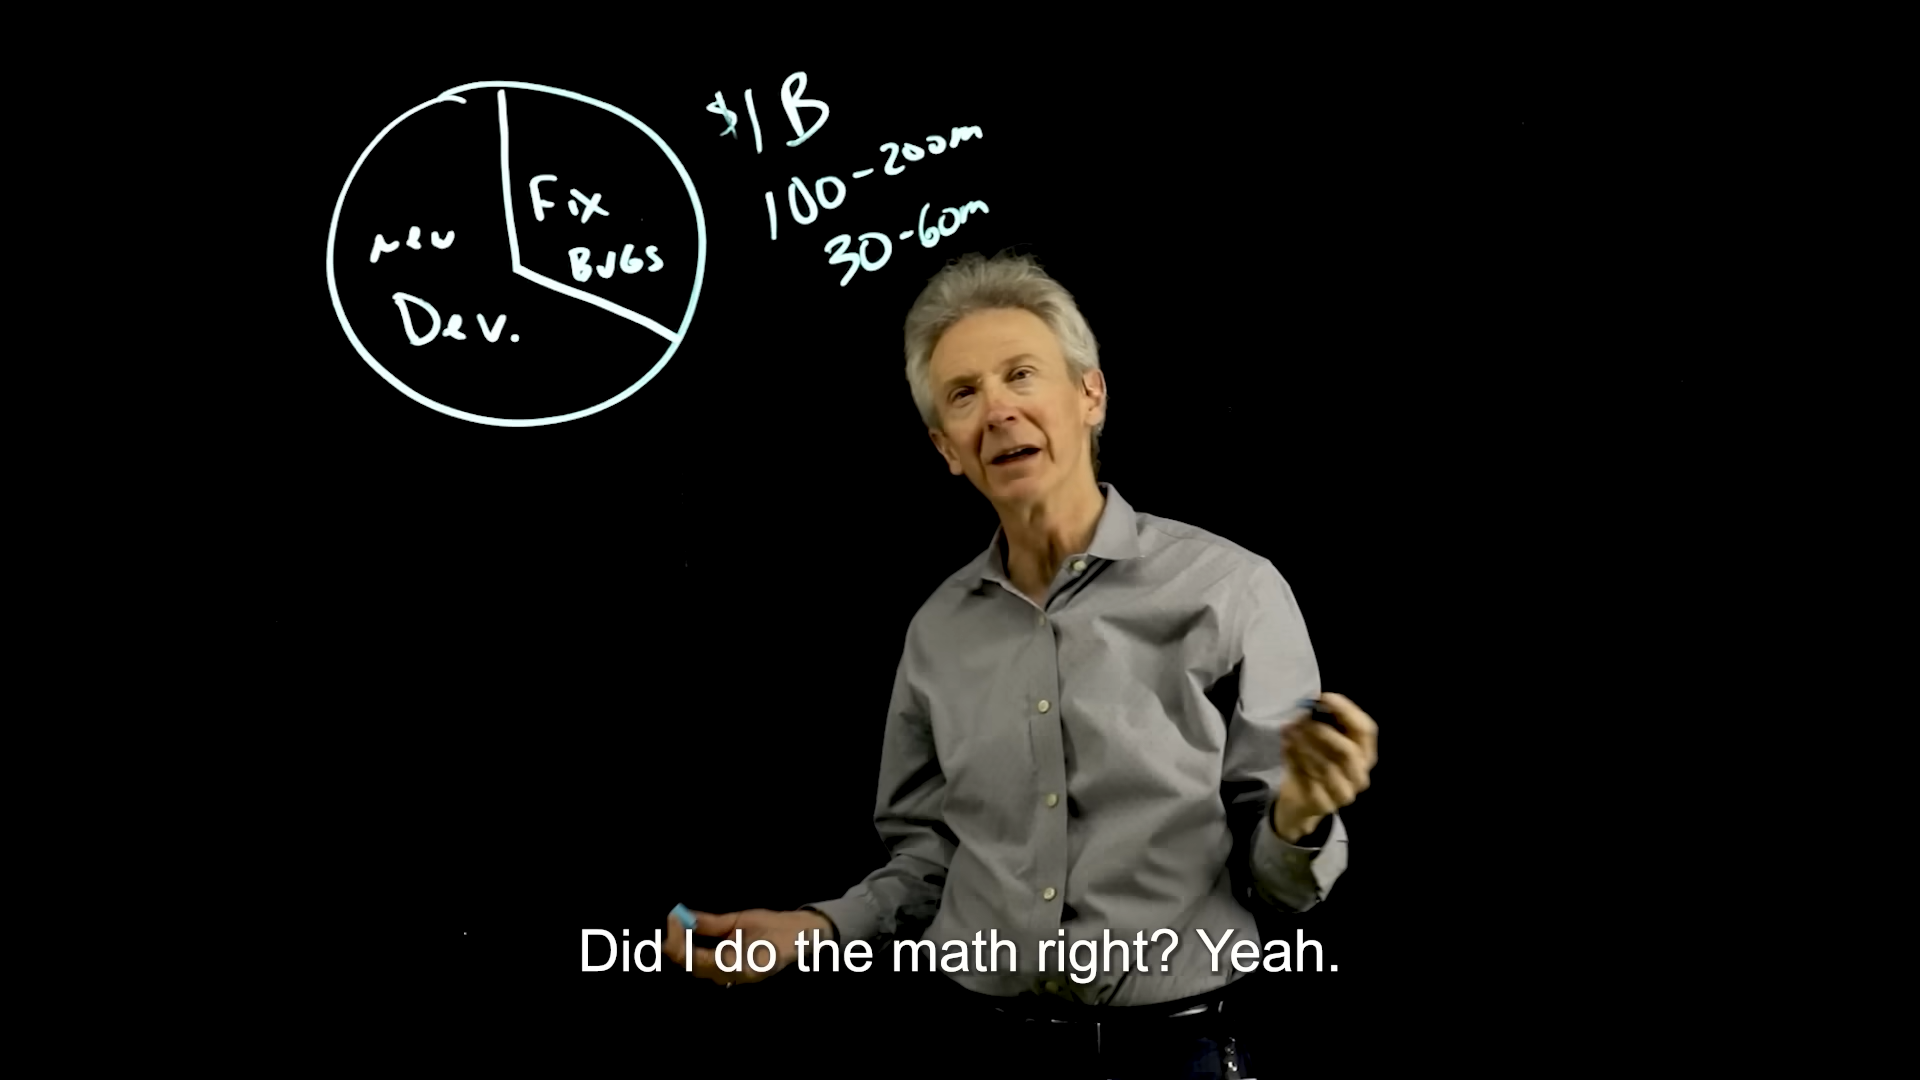 new
Dev.
Fix
BUGS
$1B
100-200m
30-60m
Did I do the math right? Yeah.